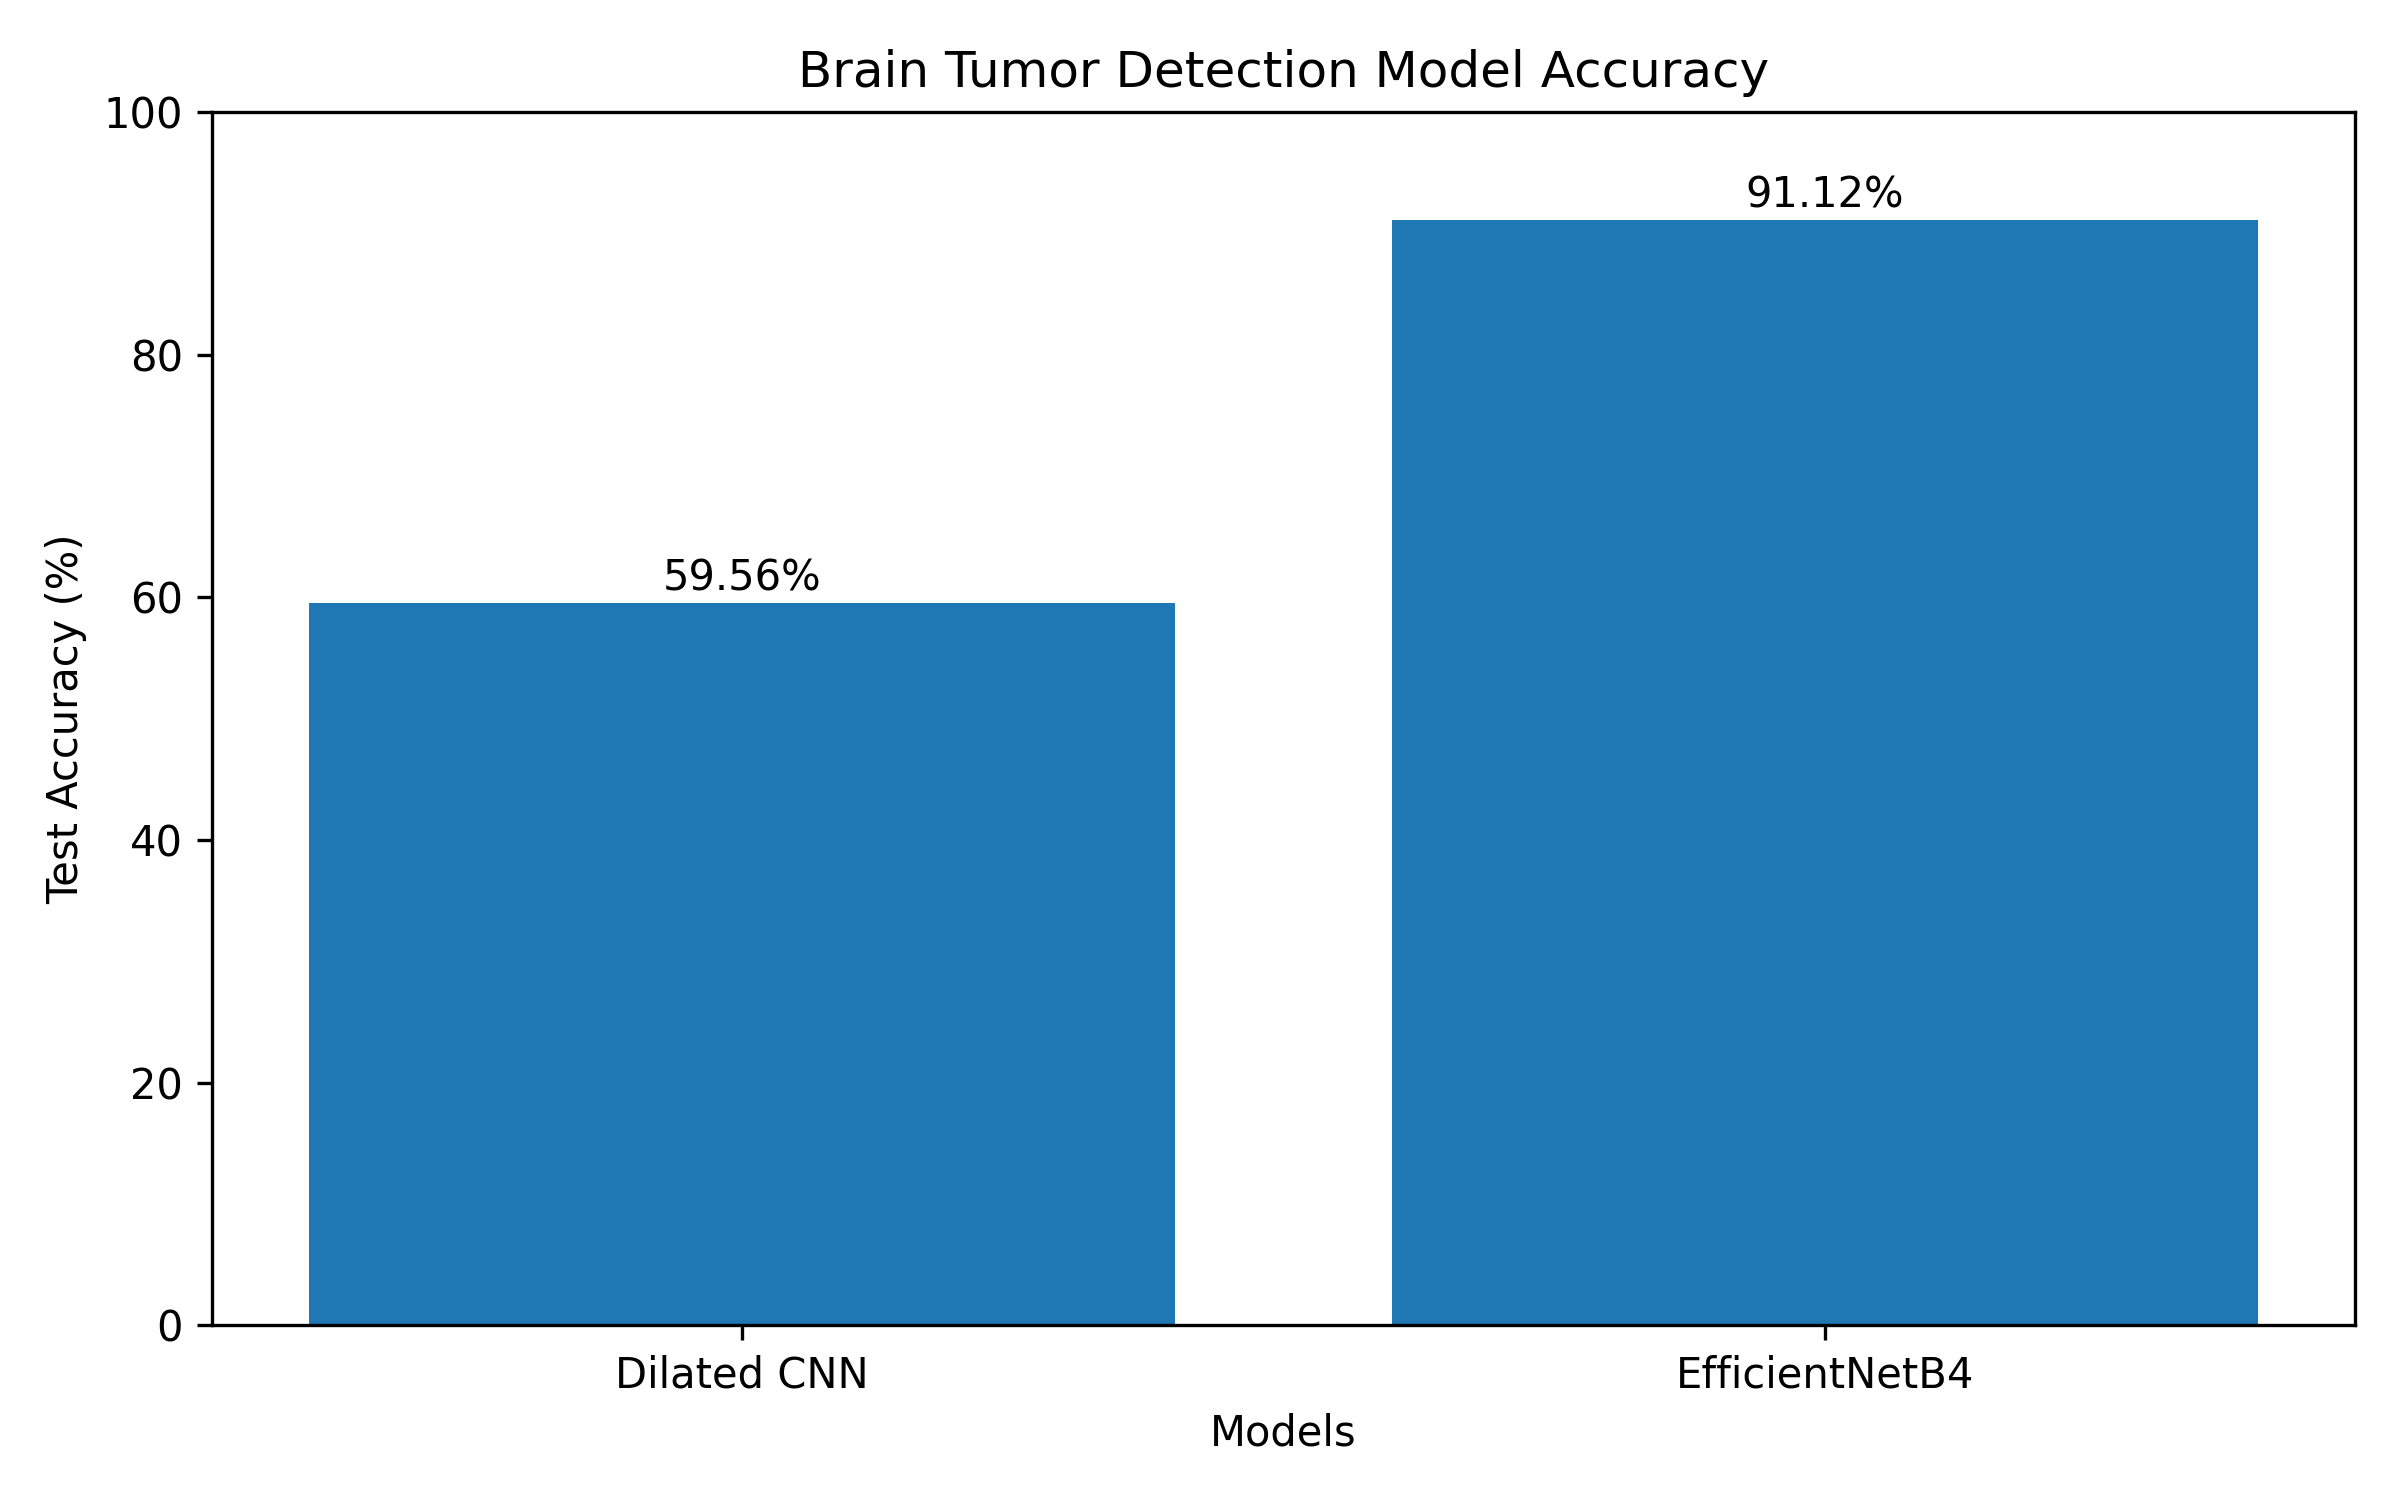 Brain Tumor Detection Model Accuracy
100
80
60
40
20
0
Test Accuracy (%)
59.56%
91.12%
Dilated CNN
EfficientNetB4
Models